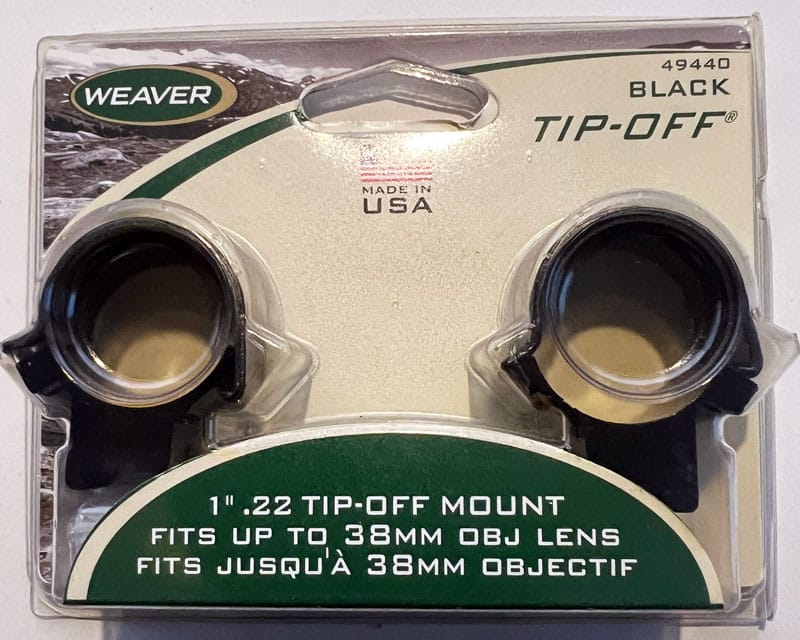 WEAVER
49440
BLACK
TIP-OFF®
MADE IN
USA
1" .22 TIP-OFF MOUNT
FITS UP TO 38MM OBJ LENS
FITS JUSQU'À 38MM OBJECTIF